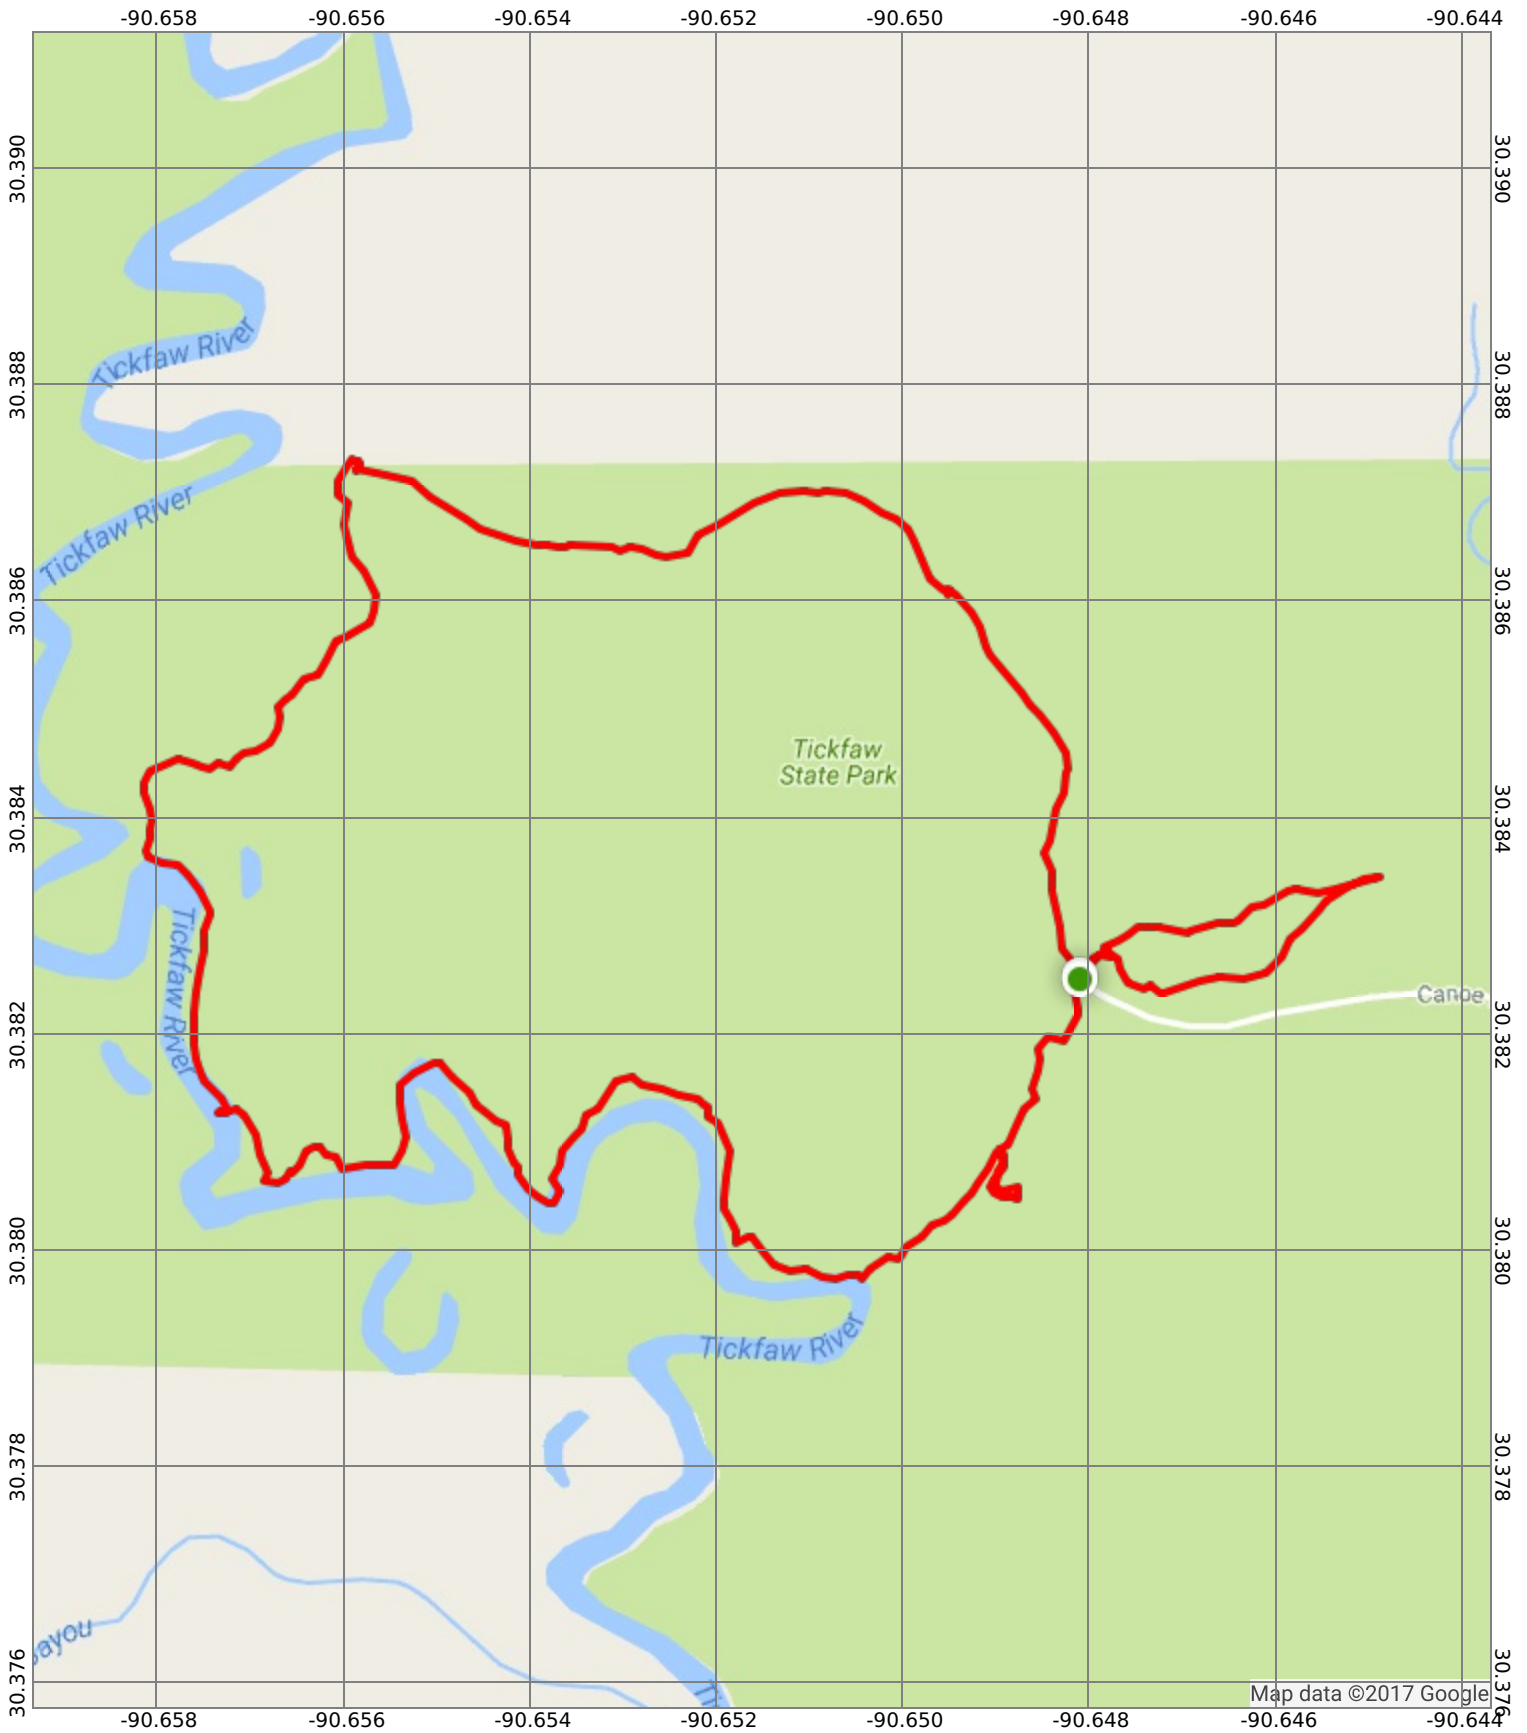 -90.658 -90.656 -90.654 -90.652 -90.650 -90.648 -90.646 -90.644
30.390 30.390
Tickfaw River
30.388 30.388
Tickfaw River
30.386 30.386
Tickfaw
State Park
30.384 30.384
Tickfaw River
Canoe
30.382 30.382
30.380 30.380
Tickfaw River
30.378 30.378
ayou
30.376 30.376
Ti
Map data ©2017 Google
-90.658 -90.656 -90.654 -90.652 -90.650 -90.648 -90.646 -90.644